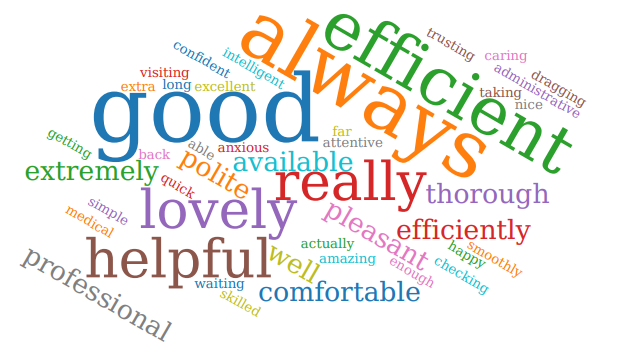 always
efficient
trusting
caring
confident
intelligent
administrative
dragging
visiting
extra
long
excellent
taking
nice
good
far
getting
able
anxious
attentive
back
polite
available
extremely
quick
really
thorough
simple
lovely
medical
pleasant
efficiently
helpful
well
actually
happy
smoothly
amazing
enough
checking
professional
waiting
skilled
comfortable